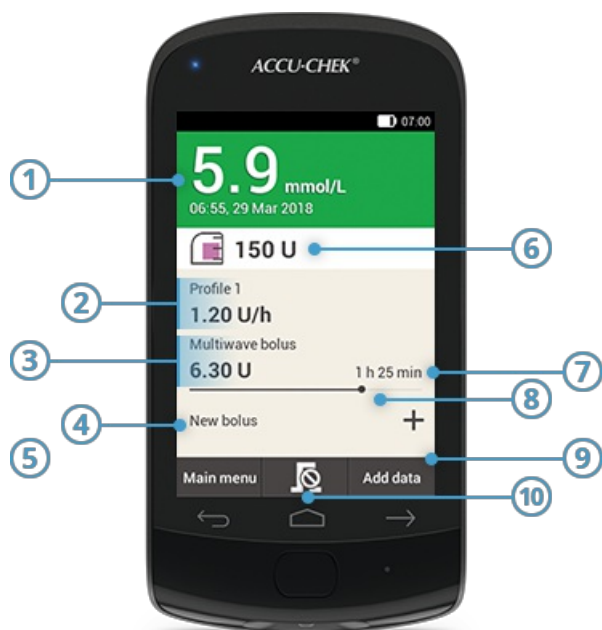 ACCU-CHEK®
07:00
5.9 mmol/L
06:55, 29 Mar 2018
1
150 U
6
2
Profile 1
1.20 U/h
Multiwave bolus
3
6.30 U
1 h 25 min
7
8
4
New bolus
+
5
9
Main menu
Add data
10